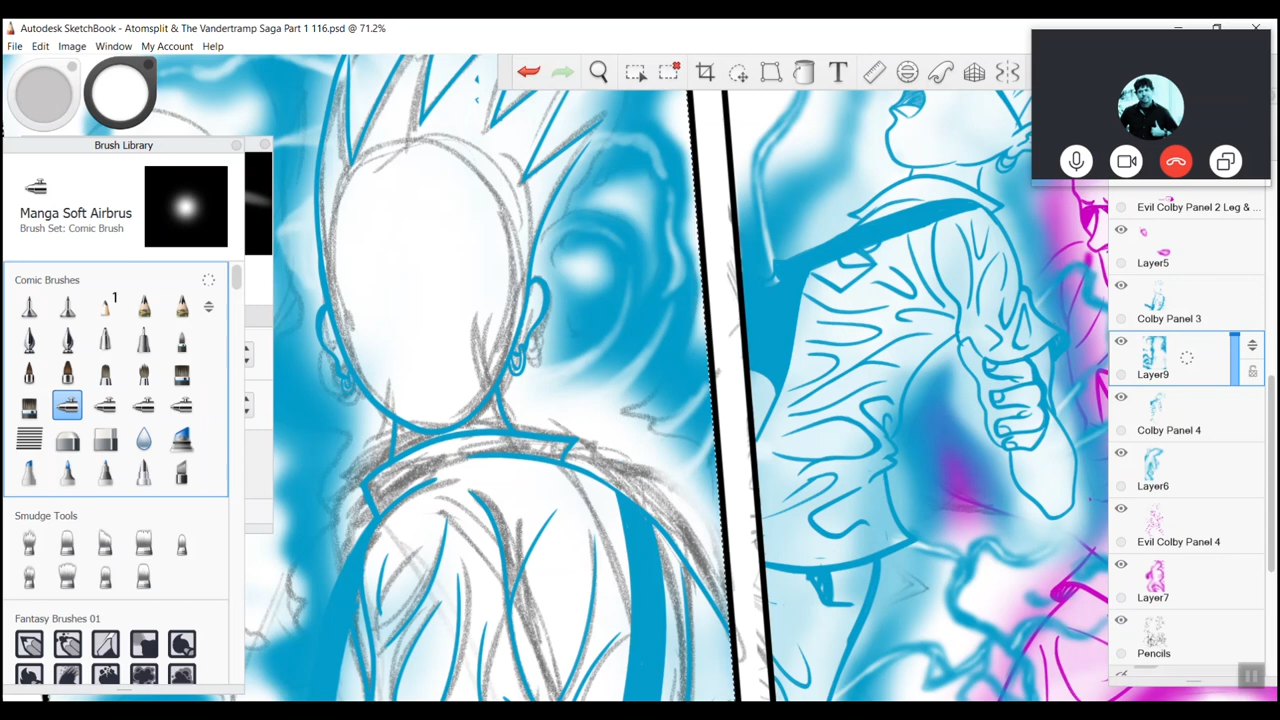 Autodesk SketchBook - Atomsplit & The Vandertramp Saga Part 1 116.psd @ 71.2%
File Edit Image Window My Account Help
Brush Library
Manga Soft Airbrus
Brush Set: Comic Brush
Comic Brushes
1
Smudge Tools
Fantasy Brushes 01
T
Evil Colby Panel 2 Leg & ...
Layer5
Colby Panel 3
Layer9
Colby Panel 4
Layer6
Evil Colby Panel 4
Layer7
Pencils